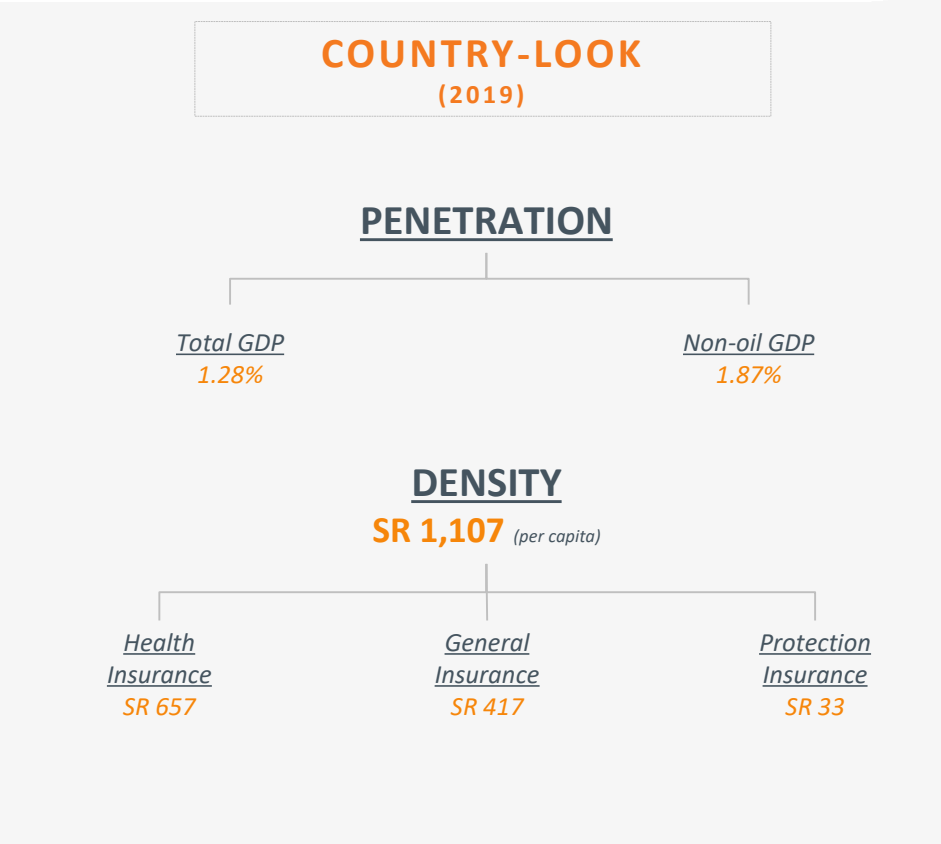 COUNTRY-LOOK
(2019)
PENETRATION
Total GDP
1.28%
Non-oil GDP
1.87%
DENSITY
SR 1,107 (per capita)
Health
Insurance
SR 657
General
Insurance
SR 417
Protection
Insurance
SR 33